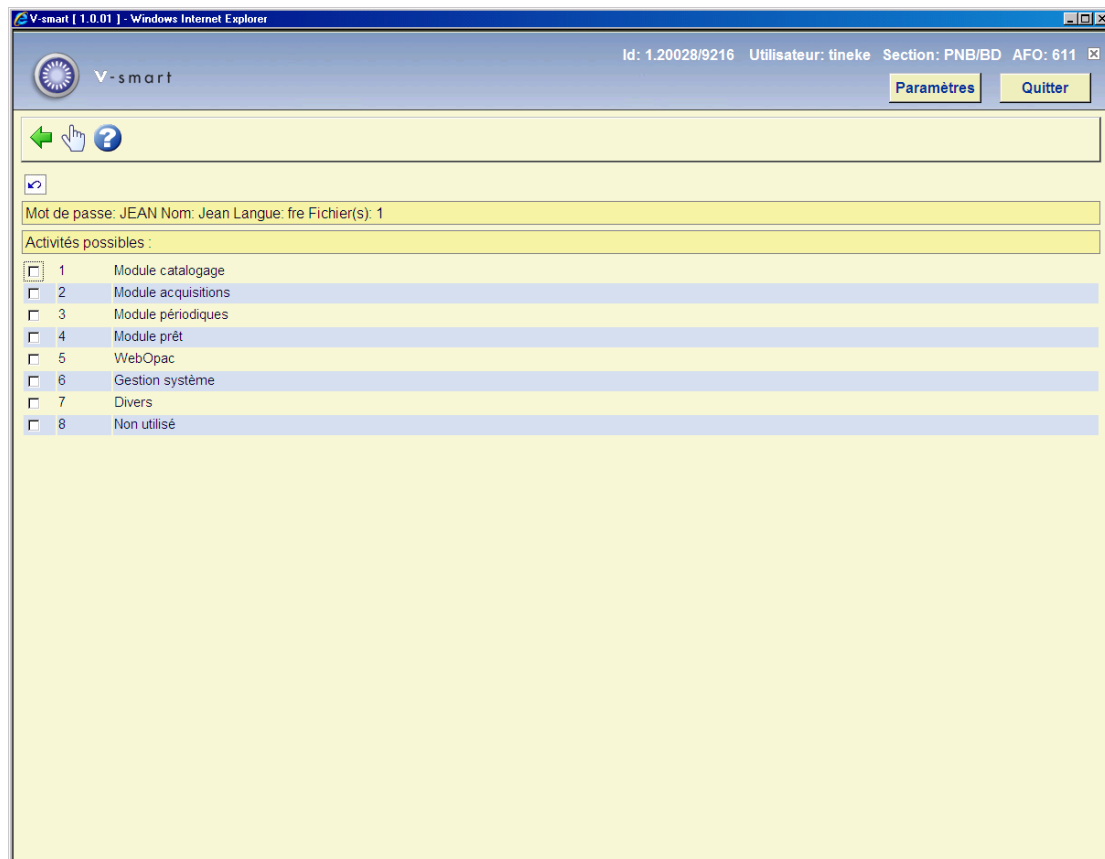 V-smart [ 1.0.01 ] - Windows Internet Explorer
Id: 1.20028/9216 Utilisateur: tineke Section: PNB/BD AFO: 611
V-smart
Paramètres Quitter
Mot de passe: JEAN Nom: Jean Langue: fre Fichier(s): 1
Activités possibles :
1 Module catalogage
2 Module acquisitions
3 Module périodiques
4 Module prêt
5 WebOpac
6 Gestion système
7 Divers
8 Non utilisé